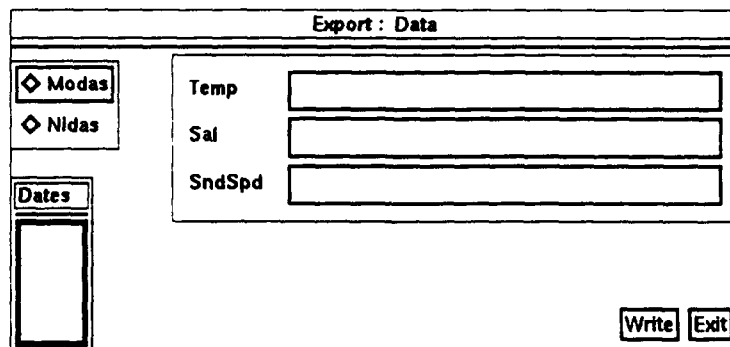 Export : Data
Modas
Nidas
Temp
Sal
SndSpd
Dates
Write Exit